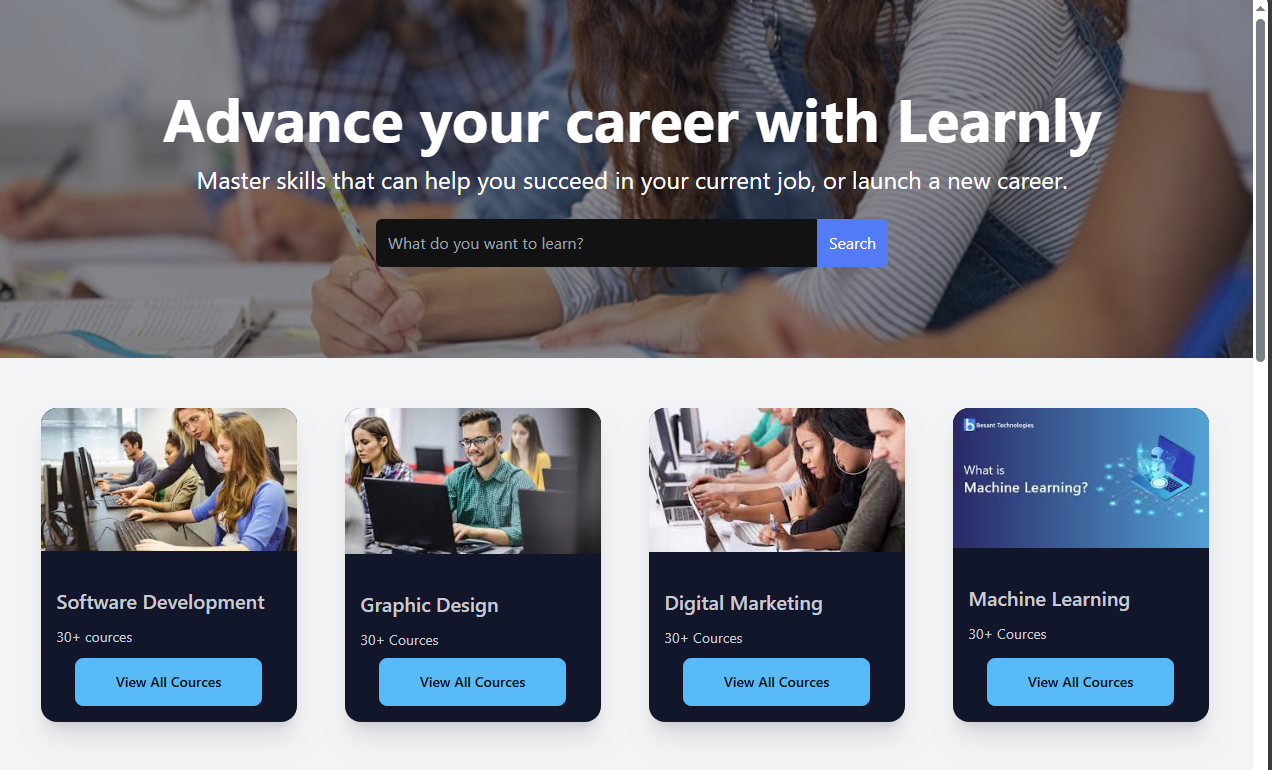 Advance your career with Learnly
Master skills that can help you succeed in your current job, or launch a new career.
What do you want to learn?
Search
Software Development
30+ cources
View All Cources
Graphic Design
30+ Cources
View All Cources
Digital Marketing
30+ Cources
View All Cources
Besant Technologies
What is
Machine Learning?
Machine Learning
30+ Cources
View All Cources